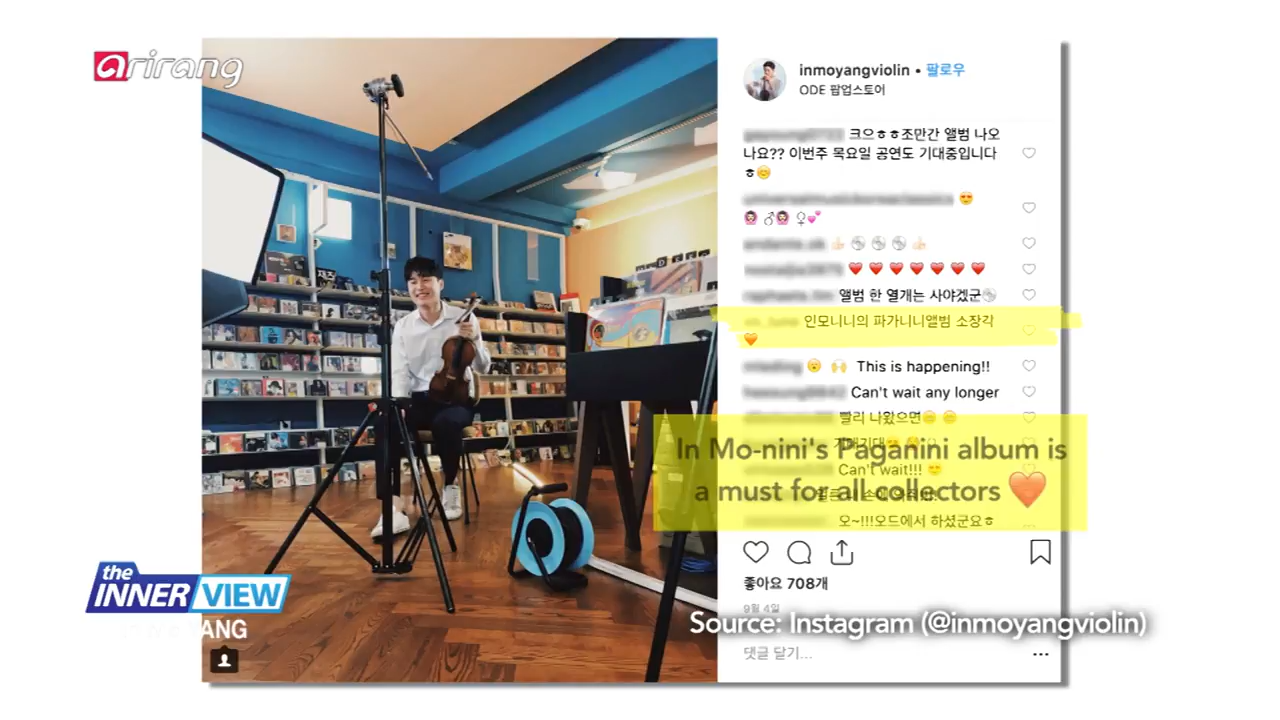 arirang
inmoyangviolin • 팔로우
ODE 팝업스토어
크으ㅎㅎ조만간 앨범 나오
나요?? 이번주 목요일 공연도 기대중입니다
ㅎ😊
😍
🙆🏻‍♂️🙆🏻‍♀️💕
👍🏻💿💿💿👍🏻
❤️❤️❤️❤️❤️❤️❤️
앨범 한 열개는 사야겠군💿
인모니니의 파가니니앨범 소장각
🧡
This is happening!!
Can't wait any longer
빨리 나왔으면
In Mo-nini's Paganini album is
Can't wait!!!
a must for all collectors ❤️
오~!!!오드에서 하셨군요ㅎ
좋아요 708개
9월 4일
the
INNERVIEW
Source: Instagram (@inmoyangviolin)
댓글 달기...